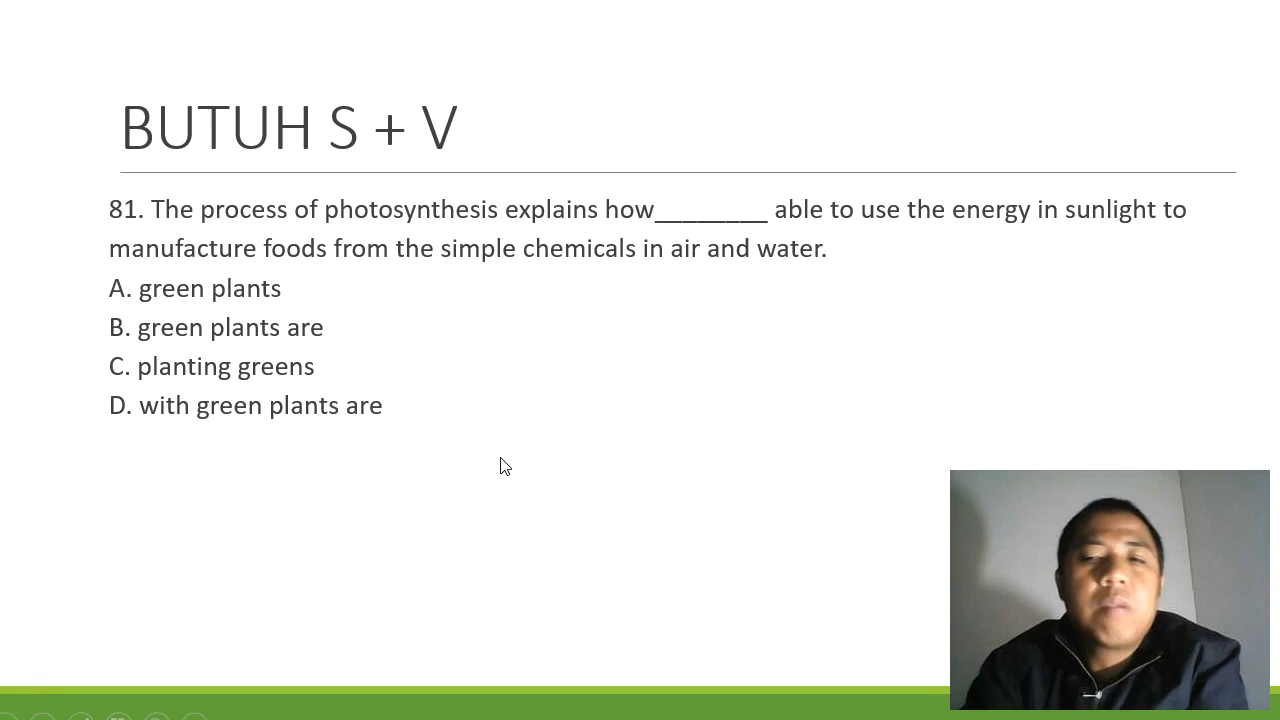 BUTUH S + V
81. The process of photosynthesis explains how________ able to use the energy in sunlight to
manufacture foods from the simple chemicals in air and water.
A. green plants
B. green plants are
C. planting greens
D. with green plants are